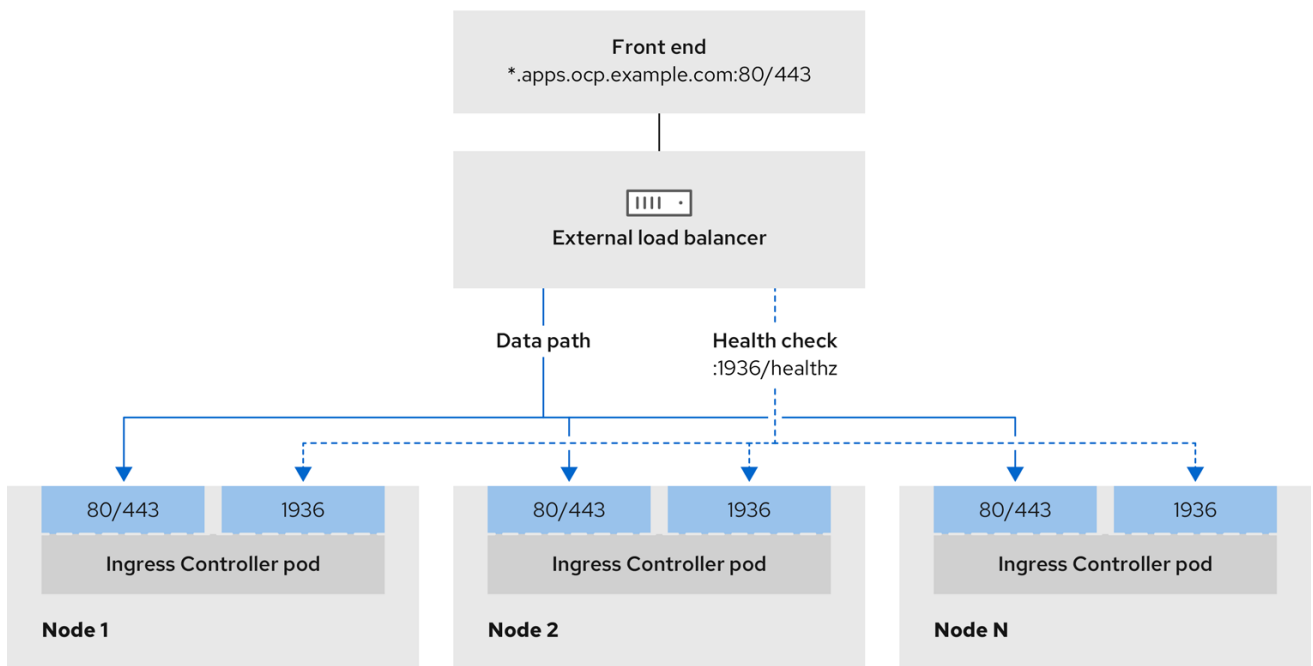 Front end
*.apps.ocp.example.com:80/443
External load balancer
Data path
Health check
:1936/healthz
80/443
1936
80/443
1936
80/443
1936
Ingress Controller pod
Ingress Controller pod
Ingress Controller pod
Node 1
Node 2
Node N